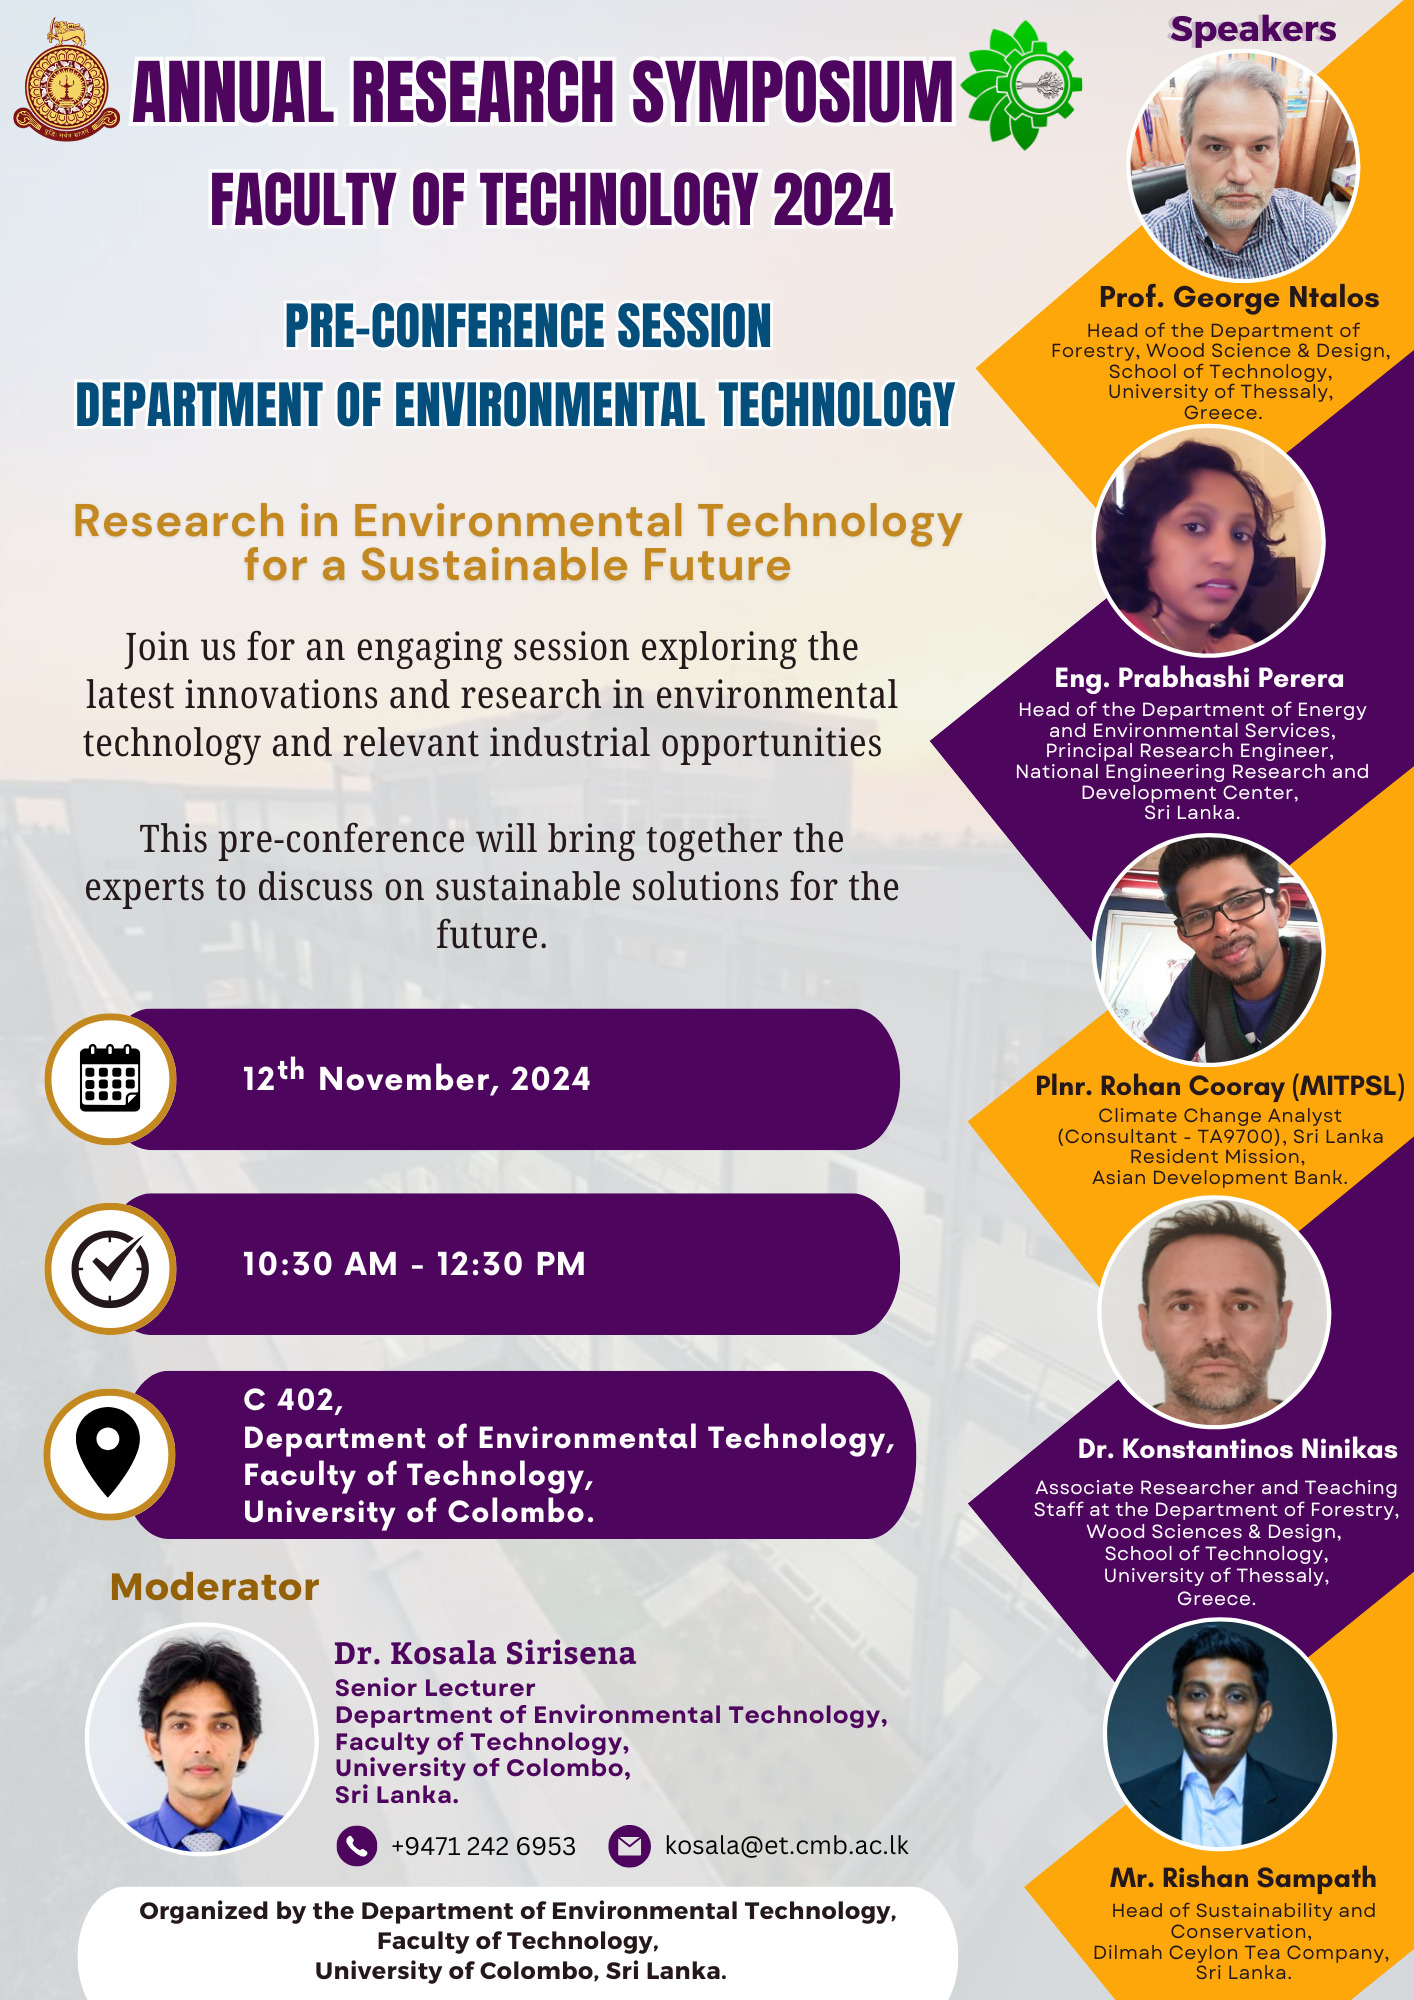 ANNUAL RESEARCH SYMPOSIUM
FACULTY OF TECHNOLOGY 2024
PRE-CONFERENCE SESSION
DEPARTMENT OF ENVIRONMENTAL TECHNOLOGY
Research in Environmental Technology
for a Sustainable Future
Join us for an engaging session exploring the
latest innovations and research in environmental
technology and relevant industrial opportunities
This pre-conference will bring together the
experts to discuss on sustainable solutions for the
future.
12th November, 2024
10:30 AM - 12:30 PM
C 402,
Department of Environmental Technology,
Faculty of Technology,
University of Colombo.
Moderator
Dr. Kosala Sirisena
Senior Lecturer
Department of Environmental Technology,
Faculty of Technology,
University of Colombo,
Sri Lanka.
+9471 242 6953
kosala@et.cmb.ac.lk
Organized by the Department of Environmental Technology,
Faculty of Technology,
University of Colombo, Sri Lanka.
Speakers
Prof. George Ntalos
Head of the Department of
Forestry, Wood Science & Design,
School of Technology,
University of Thessaly,
Greece.
Eng. Prabhashi Perera
Head of the Department of Energy
and Environmental Services,
Principal Research Engineer,
National Engineering Research and
Development Center,
Sri Lanka.
Plnr. Rohan Cooray (MITPSL)
Climate Change Analyst
(Consultant - TA9700), Sri Lanka
Resident Mission,
Asian Development Bank.
Dr. Konstantinos Ninikas
Associate Researcher and Teaching
Staff at the Department of Forestry,
Wood Sciences & Design,
School of Technology,
University of Thessaly,
Greece.
Mr. Rishan Sampath
Head of Sustainability and
Conservation,
Dilmah Ceylon Tea Company,
Sri Lanka.